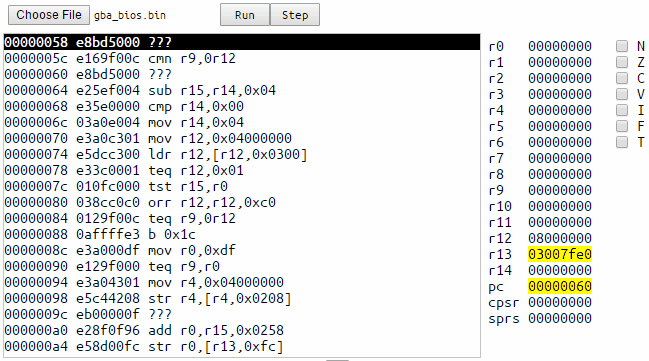 Choose File gba_bios.bin Run Step
00000058 e8bd5000 ???
0000005c e169f00c cmn r9,0r12
00000060 e8bd5000 ???
00000064 e25ef004 sub r15,r14,0x04
00000068 e35e0000 cmp r14,0x00
0000006c 03a0e004 mov r14,0x04
00000070 e3a0c301 mov r12,0x04000000
00000074 e5dcc300 ldr r12,[r12,0x0300]
00000078 e33c0001 teq r12,0x01
0000007c 010fc000 tst r15,r0
00000080 038cc0c0 orr r12,r12,0xc0
00000084 0129f00c teq r9,0r12
00000088 0affffe3 b 0x1c
0000008c e3a000df mov r0,0xdf
00000090 e129f000 teq r9,r0
00000094 e3a04301 mov r4,0x04000000
00000098 e5c44208 str r4,[r4,0x0208]
0000009c eb00000f ???
000000a0 e28f0f96 add r0,r15,0x0258
000000a4 e58d00fc str r0,[r13,0xfc]
r0 00000000
r1 00000000
r2 00000000
r3 00000000
r4 00000000
r5 00000000
r6 00000000
r7 00000000
r8 00000000
r9 00000000
r10 00000000
r11 00000000
r12 08000000
r13 03007fe0
r14 00000000
pc 00000060
cpsr 00000000
sprs 00000000
N
Z
C
V
I
F
T